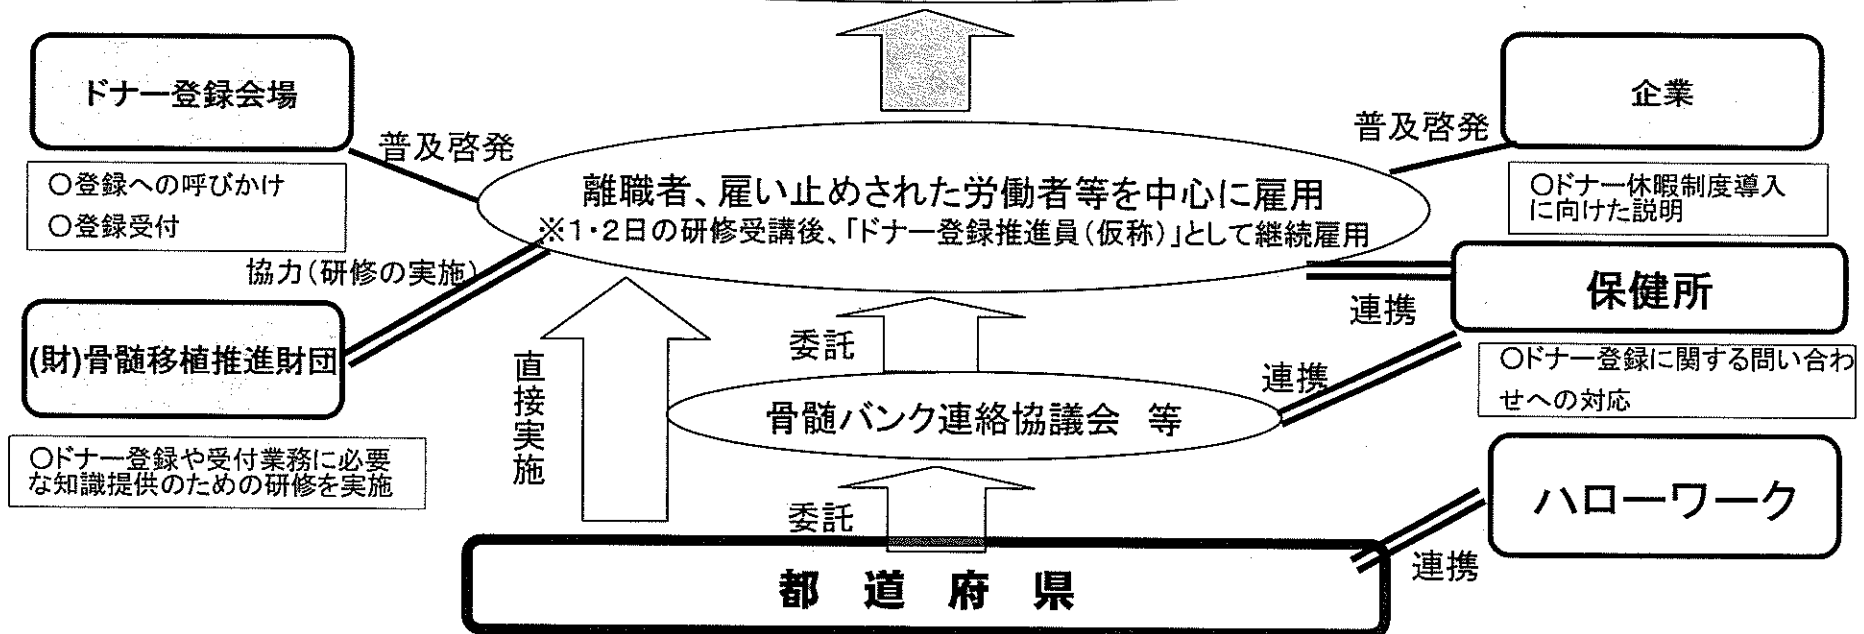 ドナー登録会場
企業
普及啓発
普及啓発
○登録への呼びかけ
○登録受付
離職者、雇い止めされた労働者等を中心に雇用
※1・2日の研修受講後、「ドナー登録推進員(仮称)」として継続雇用
○ドナー休暇制度導入
に向けた説明
協力(研修の実施)
保健所
連携
(財)骨髄移植推進財団
直接実施
委託
連携
○ドナー登録に関する問い合わ
せへの対応
骨髄バンク連絡協議会 等
○ドナー登録や受付業務に必要
な知識提供のための研修を実施
ハローワーク
委託
連携
都道府県